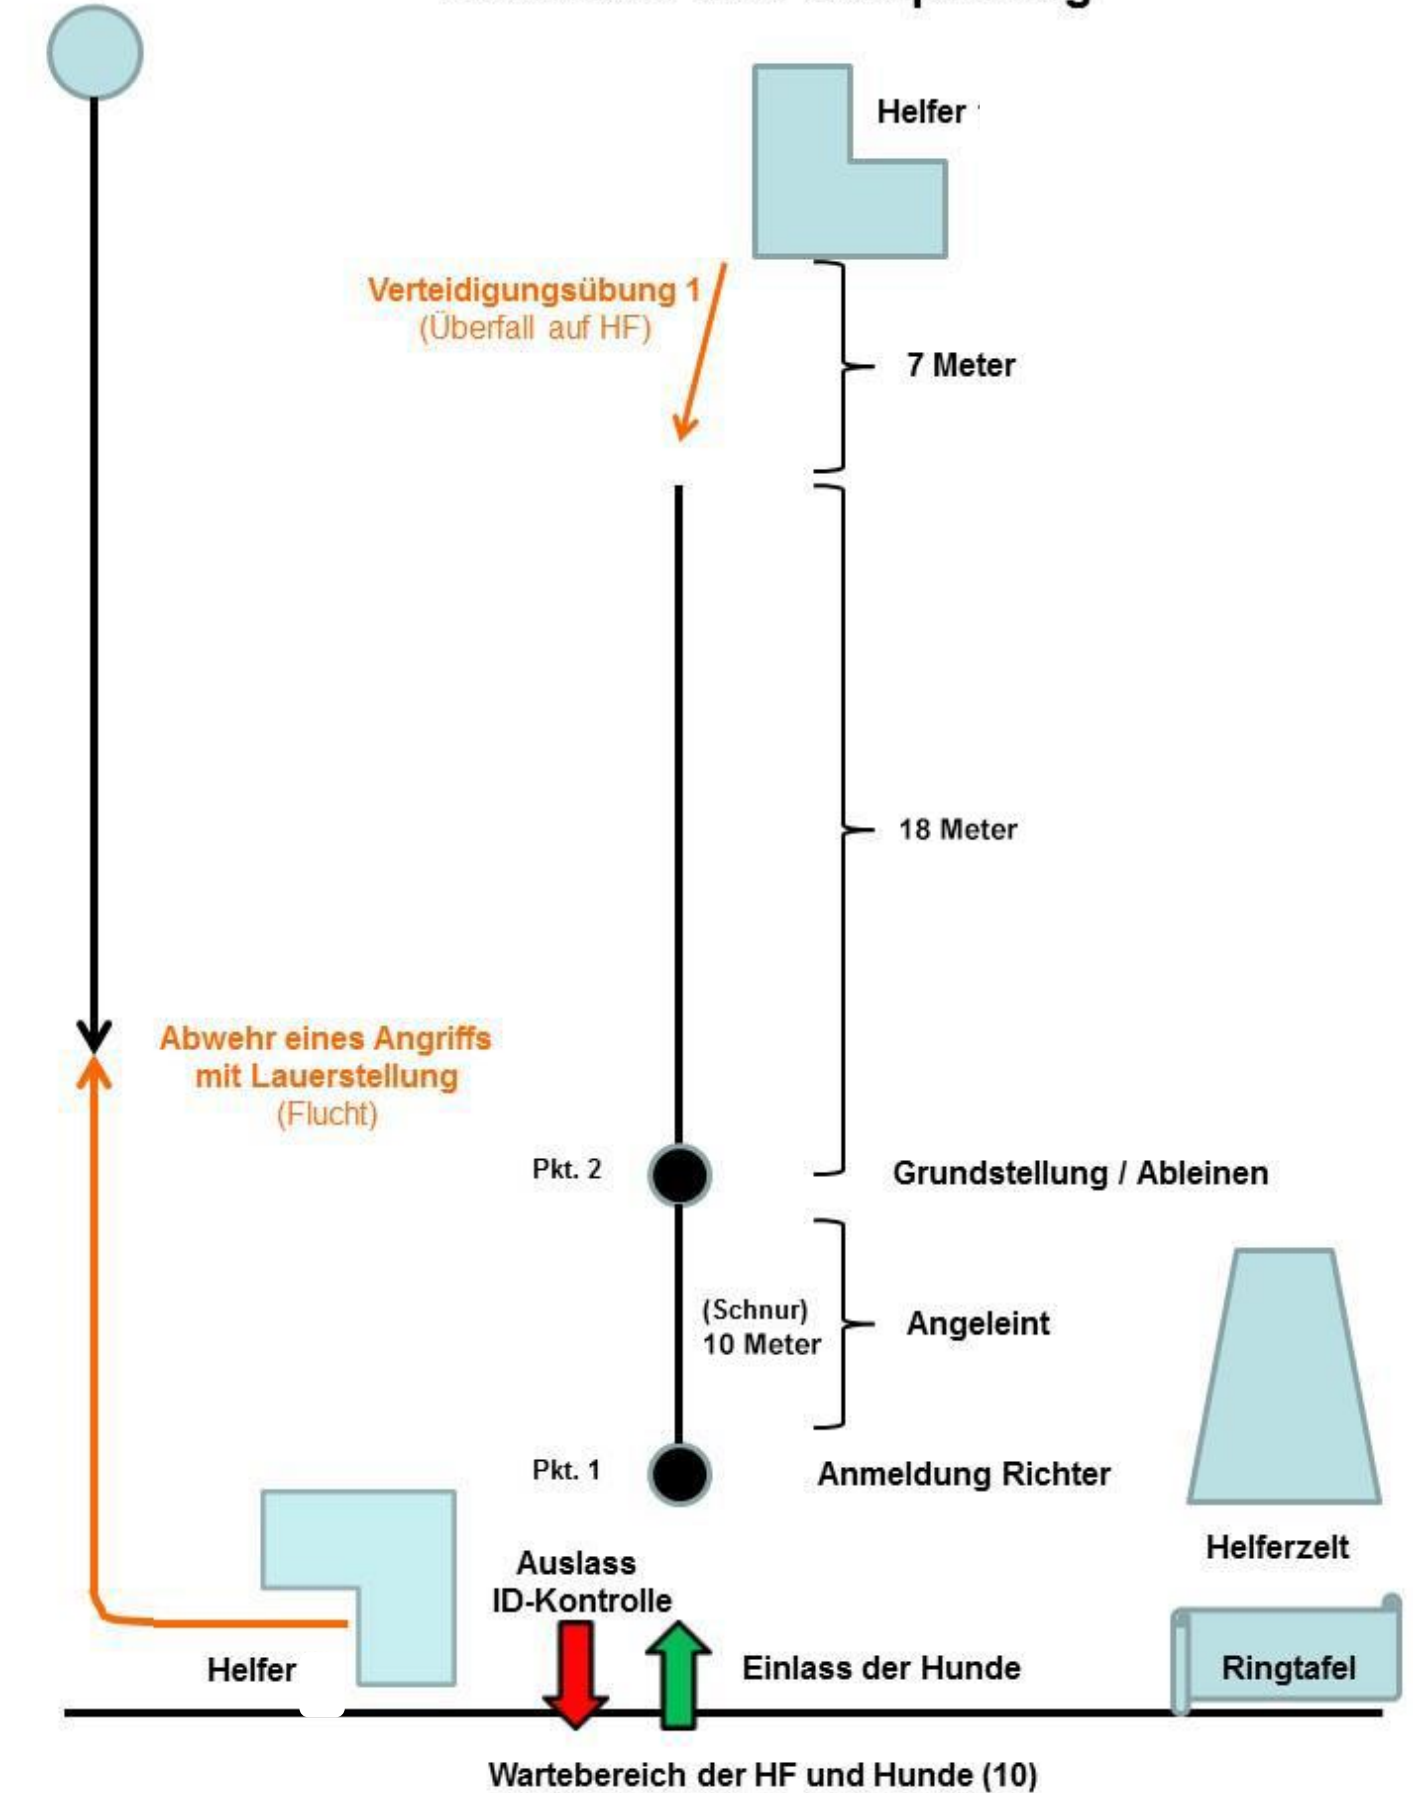 Helfer
Verteidigungsübung 1
(Überfall auf HF)
7 Meter
18 Meter
Abwehr eines Angriffs
mit Lauerstellung
(Flucht)
Pkt. 2
Grundstellung / Ableinen
(Schnur)
10 Meter
Angeleint
Pkt. 1
Anmeldung Richter
Helferzelt
Auslass
ID-Kontrolle
Helfer
Einlass der Hunde
Ringtafel
Wartebereich der HF und Hunde (10)